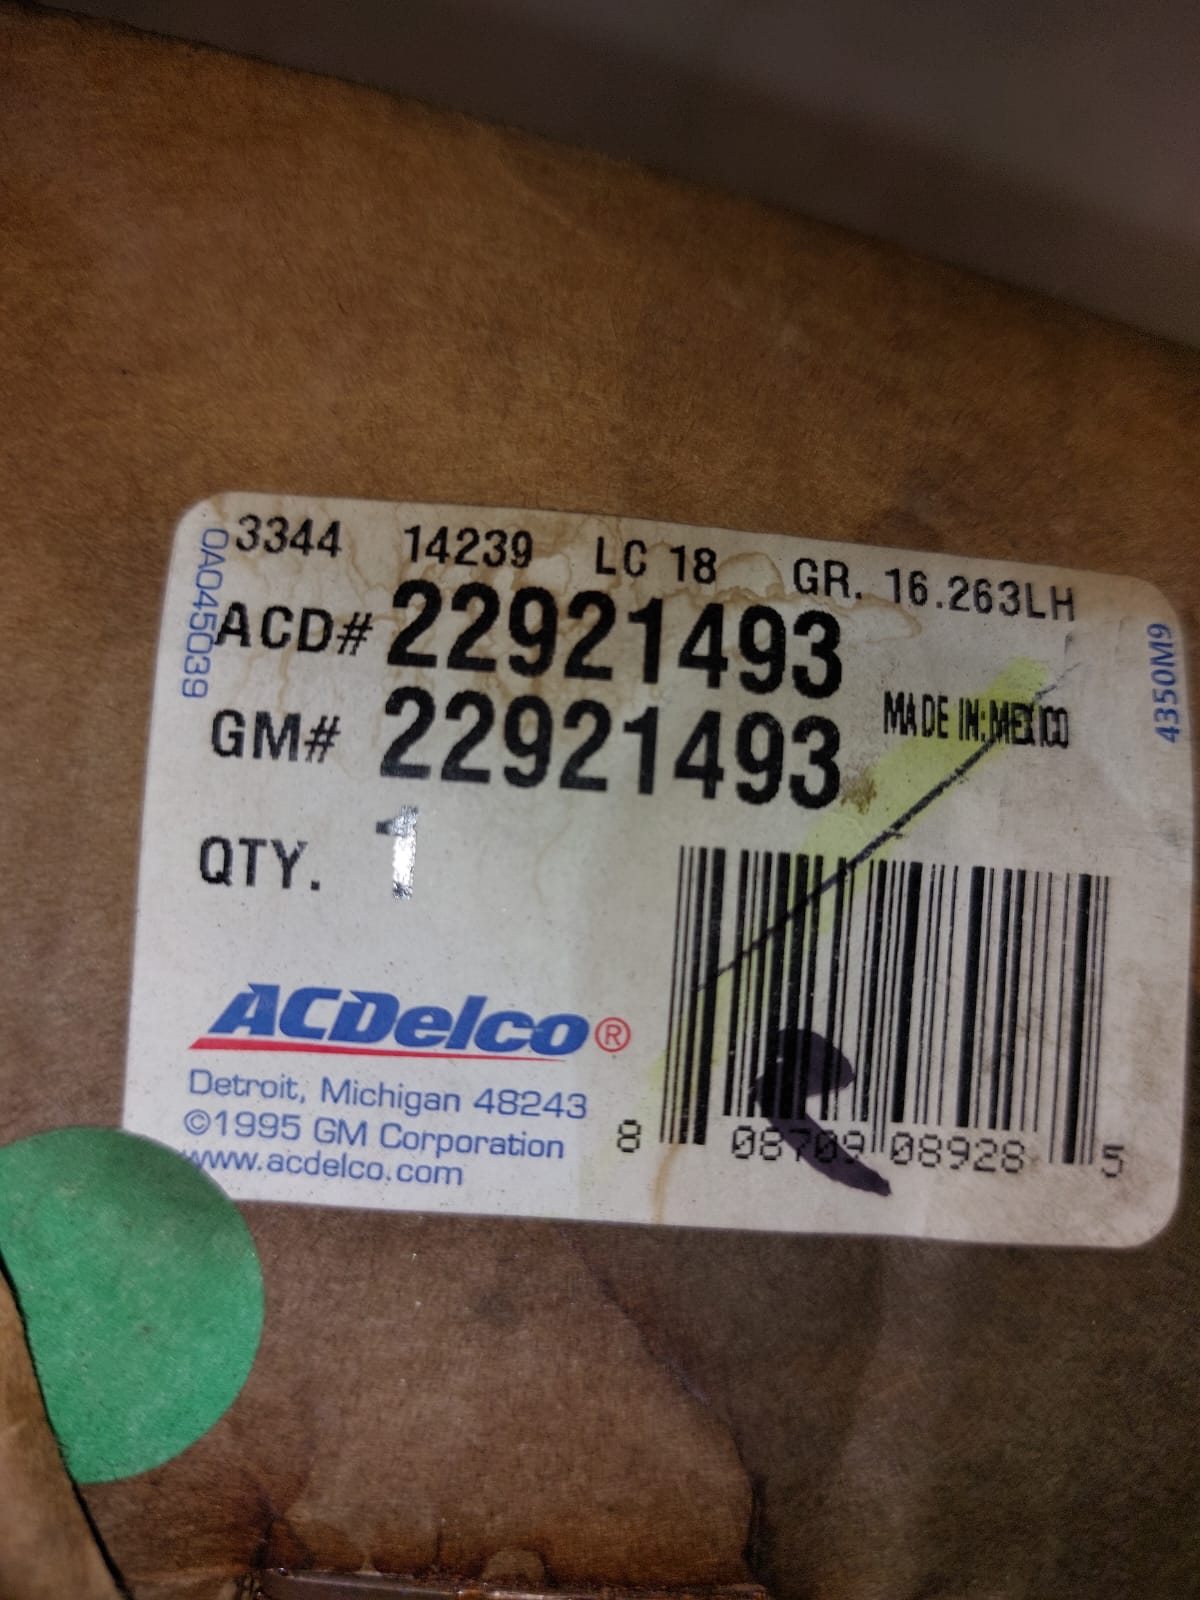 3344 14239 LC 18 GR. 16.263LH
0A045039
ACD# 22921493
GM# 22921493
MADE IN: MEXICO
4350M9
QTY. 1
ACDelco®
Detroit, Michigan 48243
©1995 GM Corporation
www.acdelco.com
8 08709 08928 5